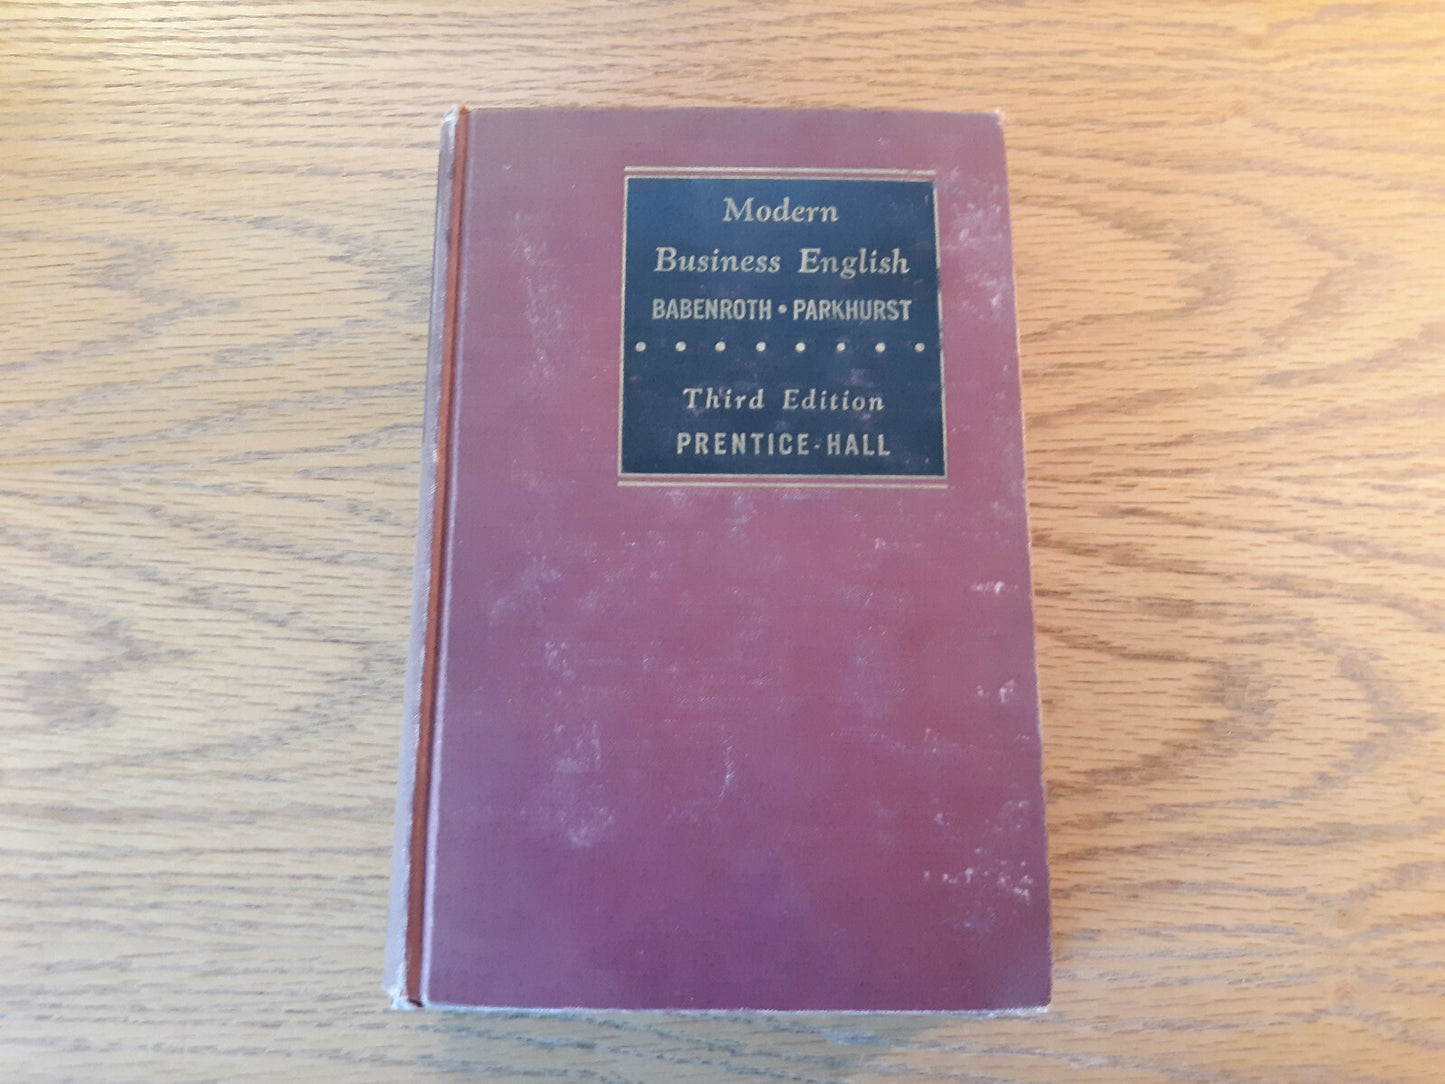 Modern
Business English
BABENROTH • PARKHURST
Third Edition
PRENTICE-HALL